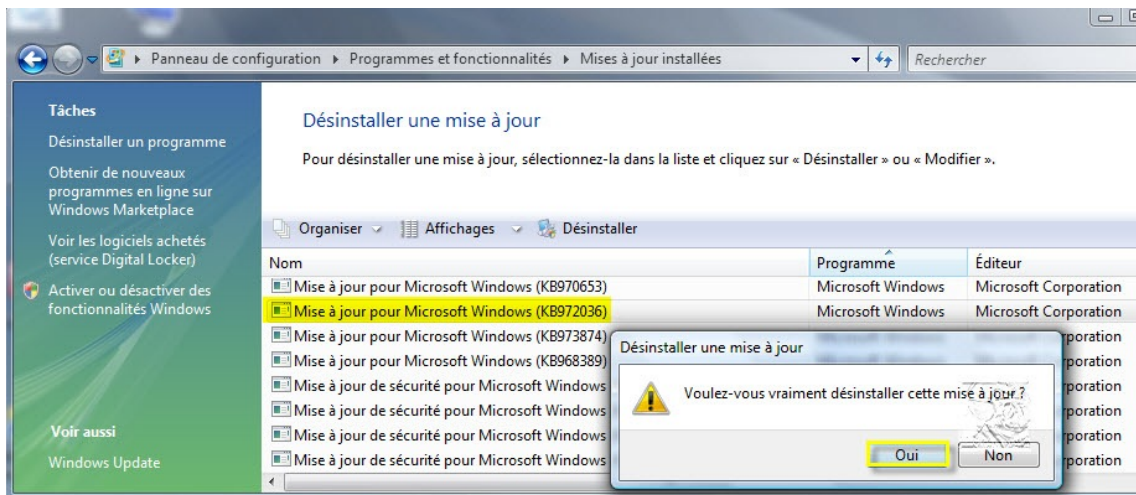 Panneau de configuration ▸ Programmes et fonctionnalités ▸ Mises à jour installées
Rechercher
Tâches
Désinstaller un programme
Obtenir de nouveaux
programmes en ligne sur
Windows Marketplace
Voir les logiciels achetés
(service Digital Locker)
Activer ou désactiver des
fonctionnalités Windows
Voir aussi
Windows Update
Désinstaller une mise à jour
Pour désinstaller une mise à jour, sélectionnez-la dans la liste et cliquez sur « Désinstaller » ou « Modifier ».
Organiser Affichages Désinstaller
Nom Programme Éditeur
Mise à jour pour Microsoft Windows (KB970653) Microsoft Windows Microsoft Corporation
Mise à jour pour Microsoft Windows (KB972036) Microsoft Windows Microsoft Corporation
Mise à jour pour Microsoft Windows (KB973874) rporation
Mise à jour pour Microsoft Windows (KB968389) rporation
Mise à jour de sécurité pour Microsoft Windows rporation
Mise à jour de sécurité pour Microsoft Windows rporation
Mise à jour de sécurité pour Microsoft Windows rporation
Mise à jour de sécurité pour Microsoft Windows rporation
Désinstaller une mise à jour
Voulez-vous vraiment désinstaller cette mise à jour ?
Oui Non